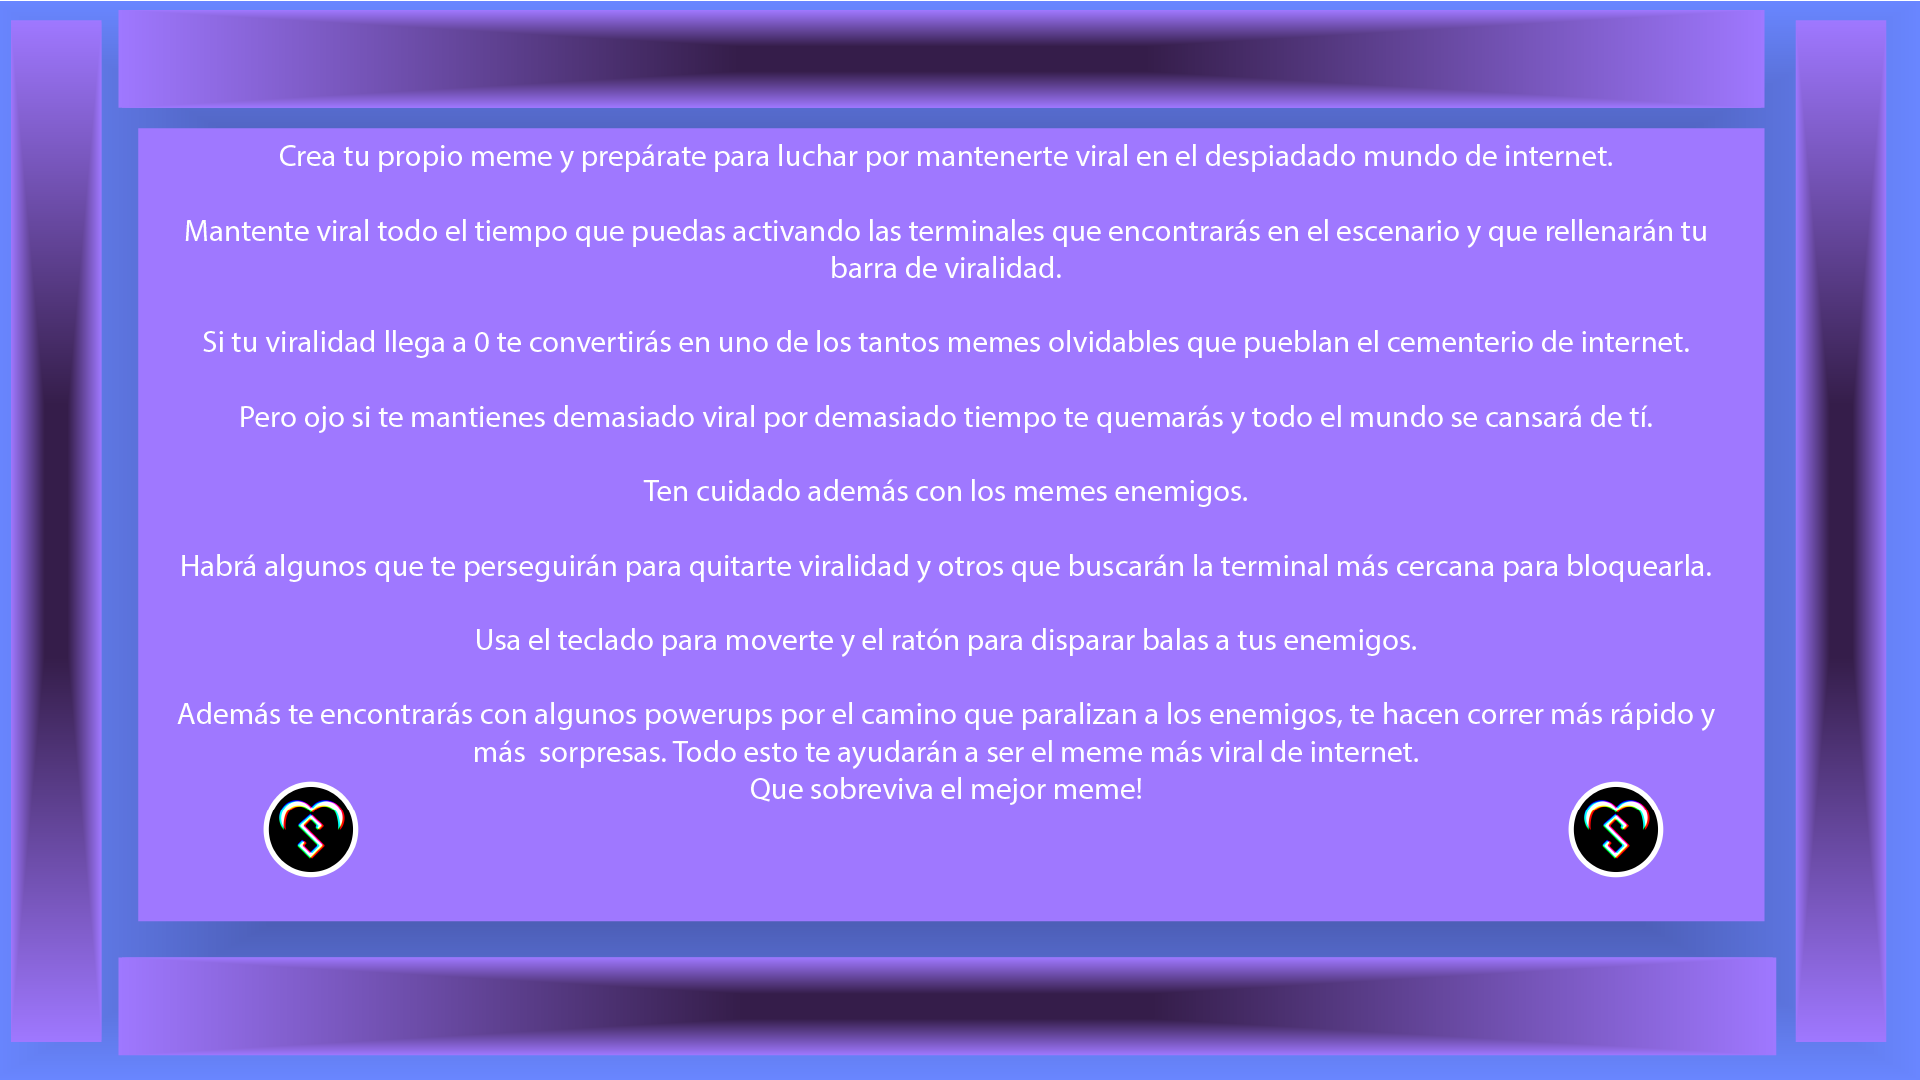 Crea tu propio meme y prepárate para luchar por mantenerte viral en el despiadado mundo de internet.
Mantente viral todo el tiempo que puedas activando las terminales que encontrarás en el escenario y que rellenarán tu
barra de viralidad.
Si tu viralidad llega a 0 te convertirás en uno de los tantos memes olvidables que pueblan el cementerio de internet.
Pero ojo si te mantienes demasiado viral por demasiado tiempo te quemarás y todo el mundo se cansará de tí.
Ten cuidado además con los memes enemigos.
Habrá algunos que te perseguirán para quitarte viralidad y otros que buscarán la terminal más cercana para bloquearla.
Usa el teclado para moverte y el ratón para disparar balas a tus enemigos.
Además te encontrarás con algunos powerups por el camino que paralizan a los enemigos, te hacen correr más rápido y
más  sorpresas. Todo esto te ayudarán a ser el meme más viral de internet.
Que sobreviva el mejor meme!